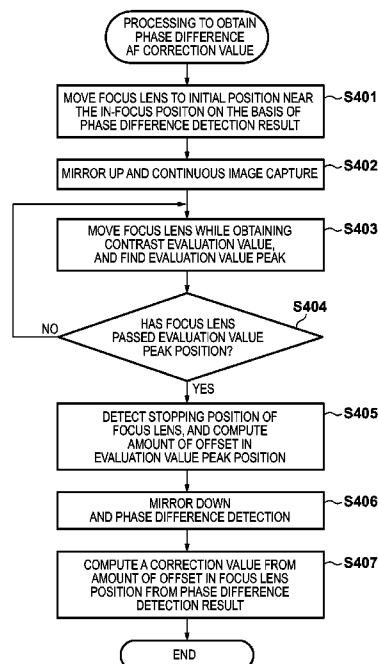 PROCESSING TO OBTAIN
PHASE DIFFERENCE
AF CORRECTION VALUE
MOVE FOCUS LENS TO INITIAL POSITION NEAR
THE IN-FOCUS POSITON ON THE BASIS OF
PHASE DIFFERENCE DETECTION RESULT
S401
MIRROR UP AND CONTINUOUS IMAGE CAPTURE
S402
MOVE FOCUS LENS WHILE OBTAINING
CONTRAST EVALUATION VALUE,
AND FIND EVALUATION VALUE PEAK
S403
HAS FOCUS LENS
PASSED EVALUATION VALUE
PEAK POSITION?
S404
NO
YES
DETECT STOPPING POSITION OF
FOCUS LENS, AND COMPUTE
AMOUNT OF OFFSET IN
EVALUATION VALUE PEAK POSITION
S405
MIRROR DOWN
AND PHASE DIFFERENCE DETECTION
S406
COMPUTE A CORRECTION VALUE FROM
AMOUNT OF OFFSET IN FOCUS LENS
POSITION FROM PHASE DIFFERENCE
DETECTION RESULT
S407
END